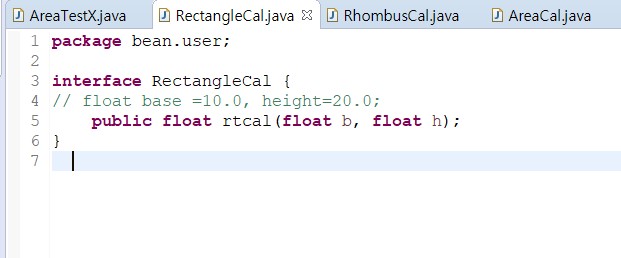 AreaTestX.java RectangleCal.java RhombusCal.java AreaCal.java
1 package bean.user;
2
3 interface RectangleCal {
4 // float base =10.0, height=20.0;
5 public float rtcal(float b, float h);
6 }
7